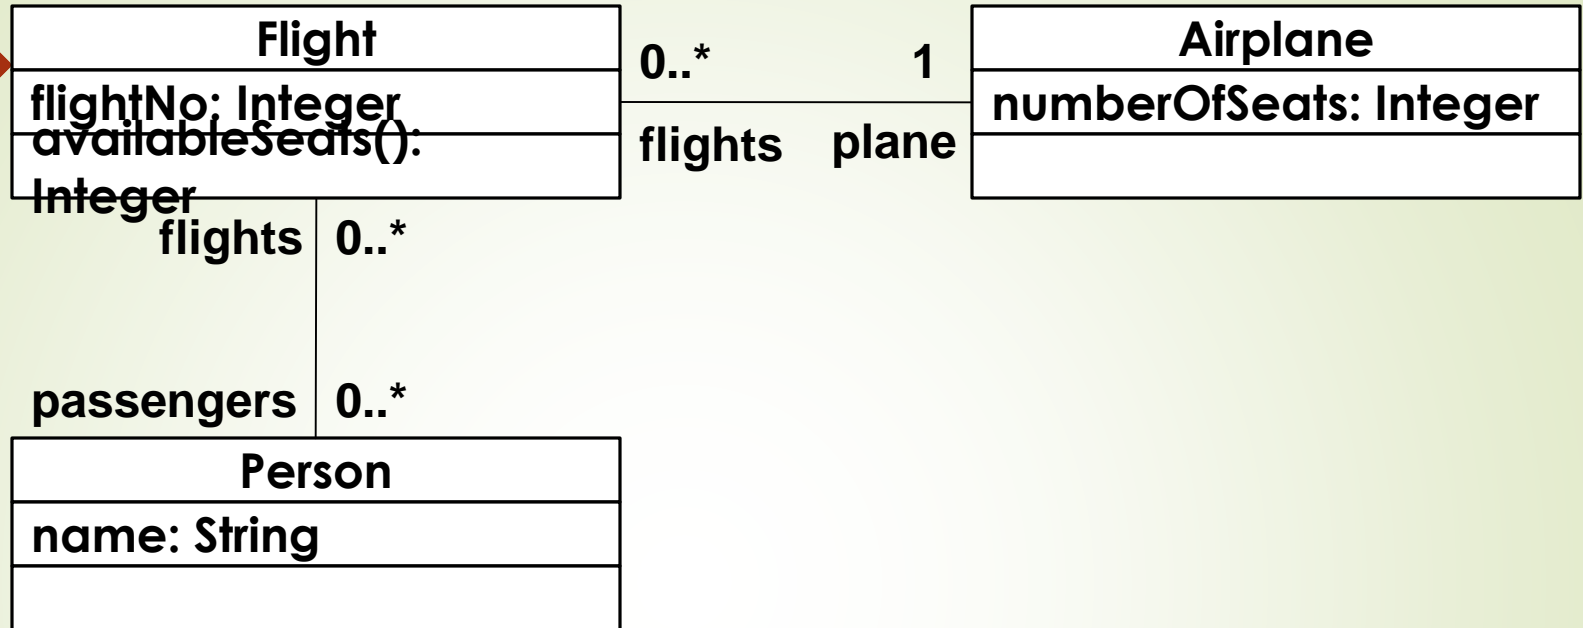 Flight
flightNo: Integer
availableSeats():
Integer
0..*
1
flights
plane
Airplane
numberOfSeats: Integer
flights
0..*
passengers
0..*
Person
name: String